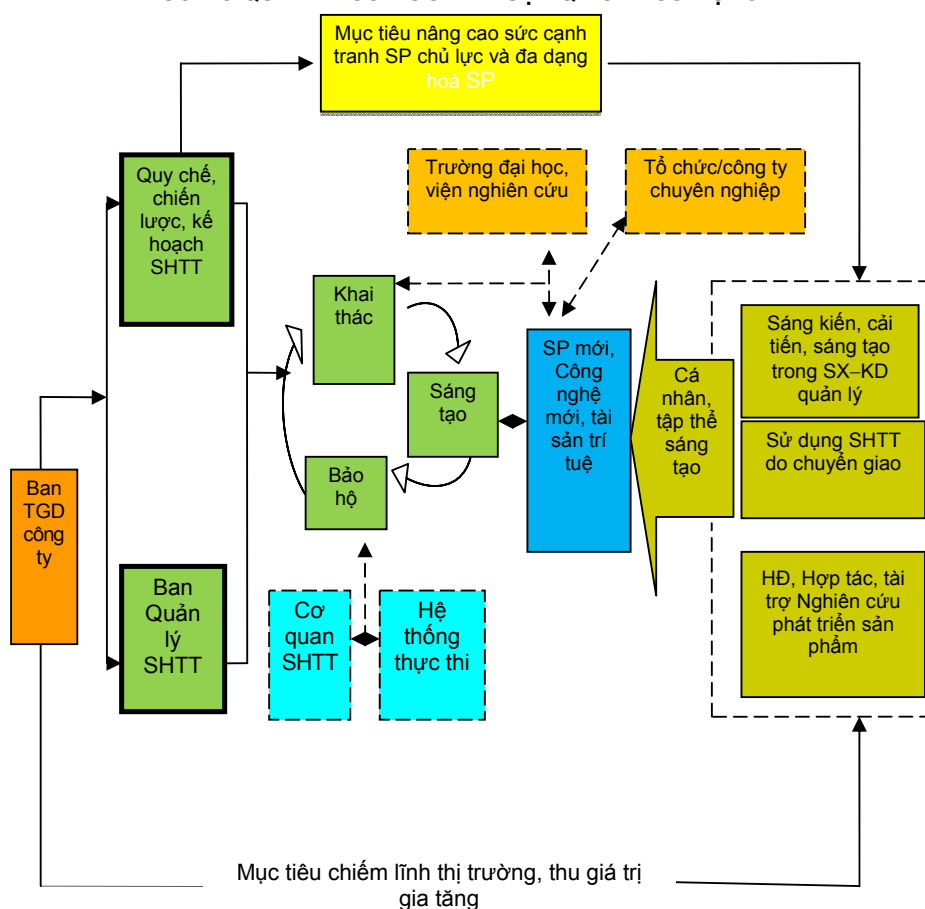 Mục tiêu nâng cao sức cạnh
tranh SP chủ lực và đa dạng
hoá SP
Trường đại học,
viện nghiên cứu
Tổ chức/công ty
chuyên nghiệp
Quy chế,
chiến
lược, kế
hoạch
SHTT
Khai
thác
Sáng
tạo
Bảo
hộ
SP mới,
Công
nghệ
mới, tài
sản trí
tuệ
Cá
nhân,
tập thể
sáng
tạo
Sáng kiến, cải
tiến, sáng tạo
trong SX–KD
quản lý
Sử dụng SHTT
do chuyển giao
HĐ, Hợp tác, tài
trợ Nghiên cứu
phát triển sản
phẩm
Ban
TGD
công
ty
Ban
Quản
lý
SHTT
Cơ
quan
SHTT
Hệ
thống
thực thi
Mục tiêu chiếm lĩnh thị trường, thu giá trị
gia tăng